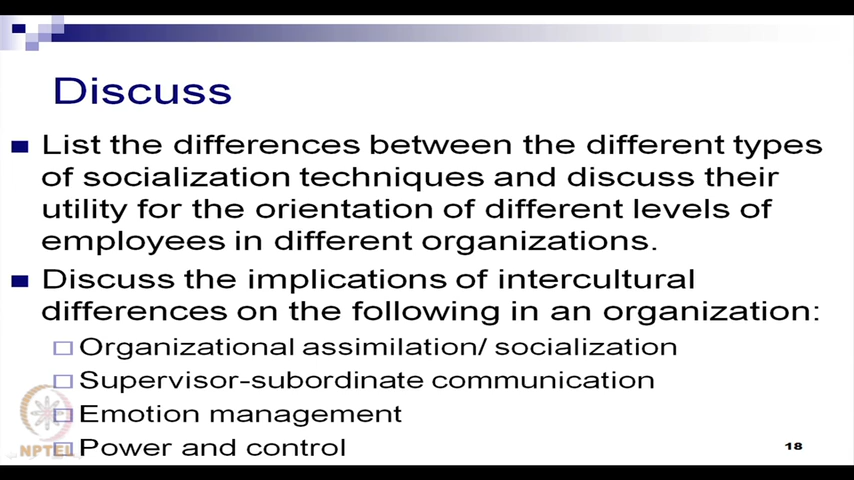 Discuss
List the differences between the different types
of socialization techniques and discuss their
utility for the orientation of different levels of
employees in different organizations.
Discuss the implications of intercultural
differences on the following in an organization:
Organizational assimilation/ socialization
Supervisor-subordinate communication
Emotion management
Power and control
NPTEL
18